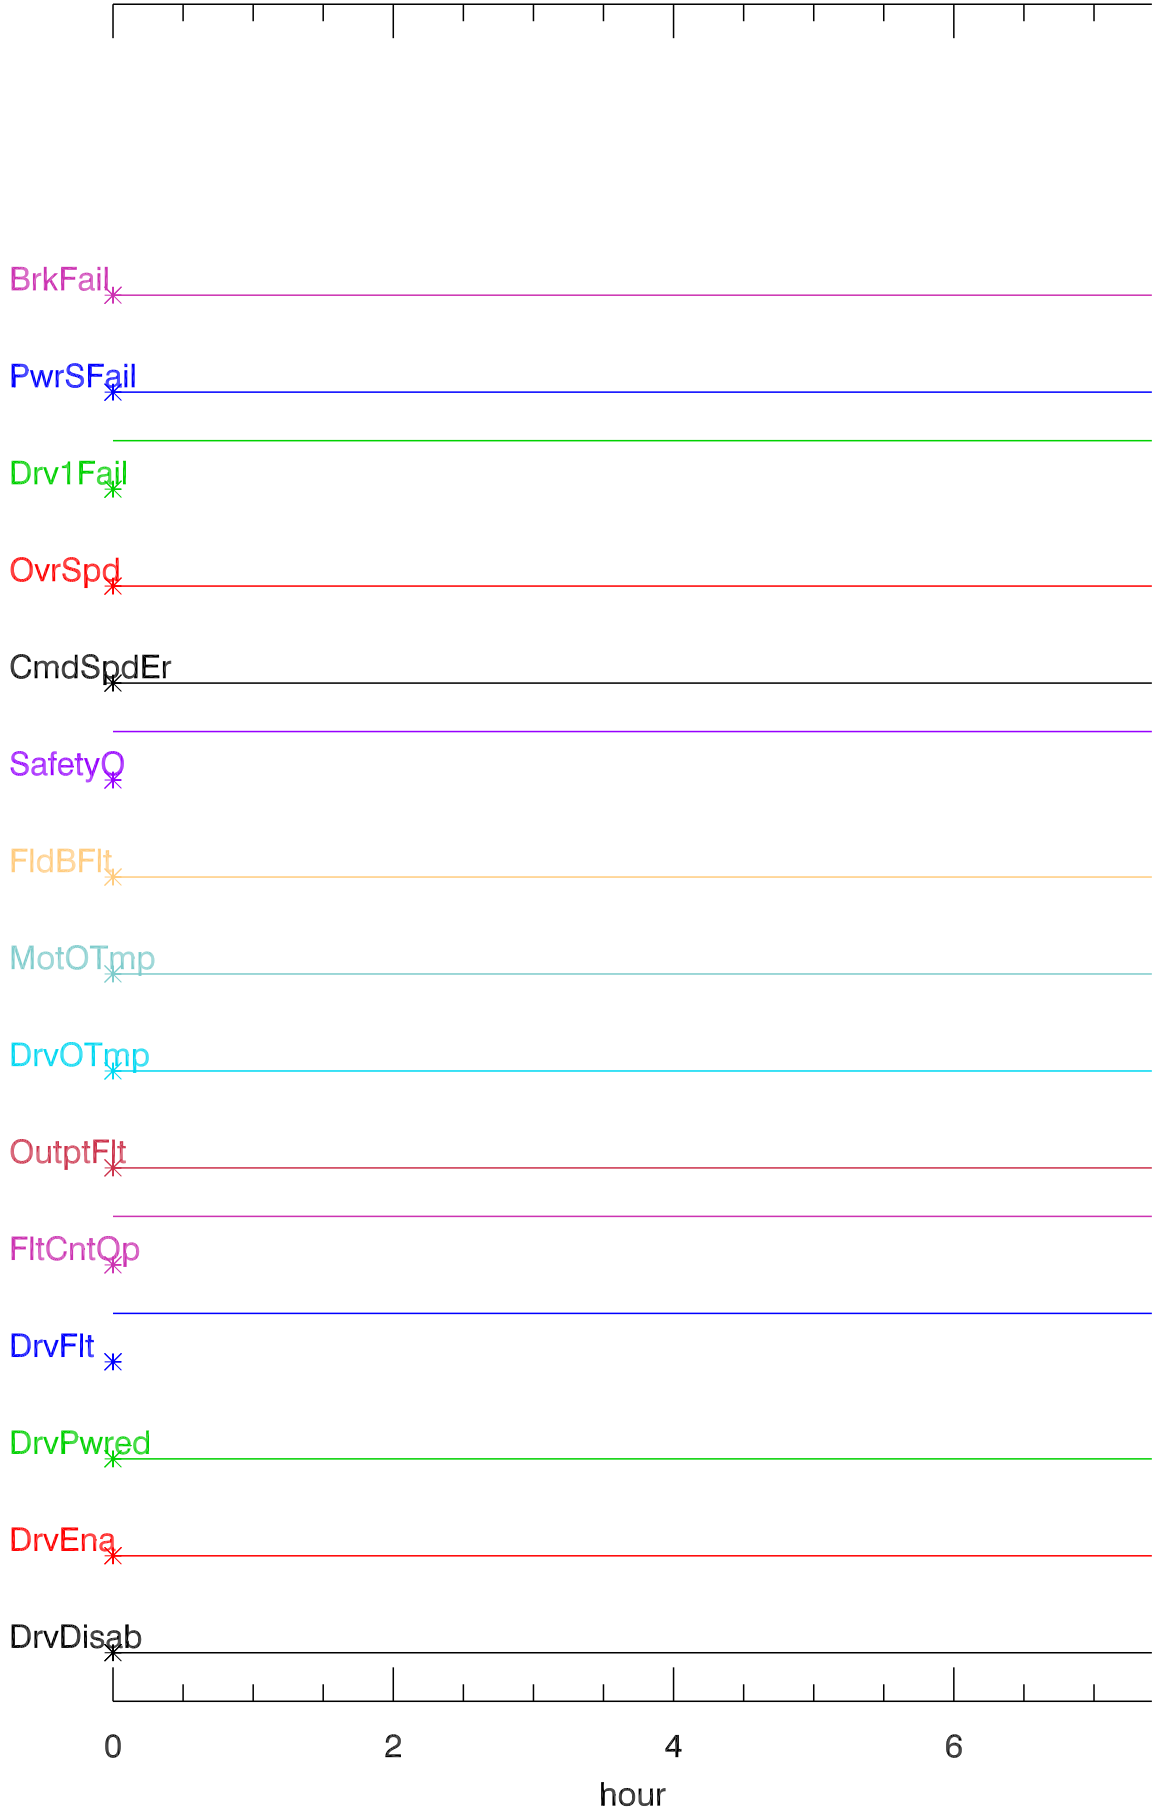 BrkFail
PwrSFail
Drv1Fail
OvrSpd
CmdSpdEr
SafetyO
FldBFlt
MotOTmp
DrvOTmp
OutptFlt
FltCntOp
DrvFlt
DrvPwred
DrvEna
DrvDisab
0 2 4 6
hour